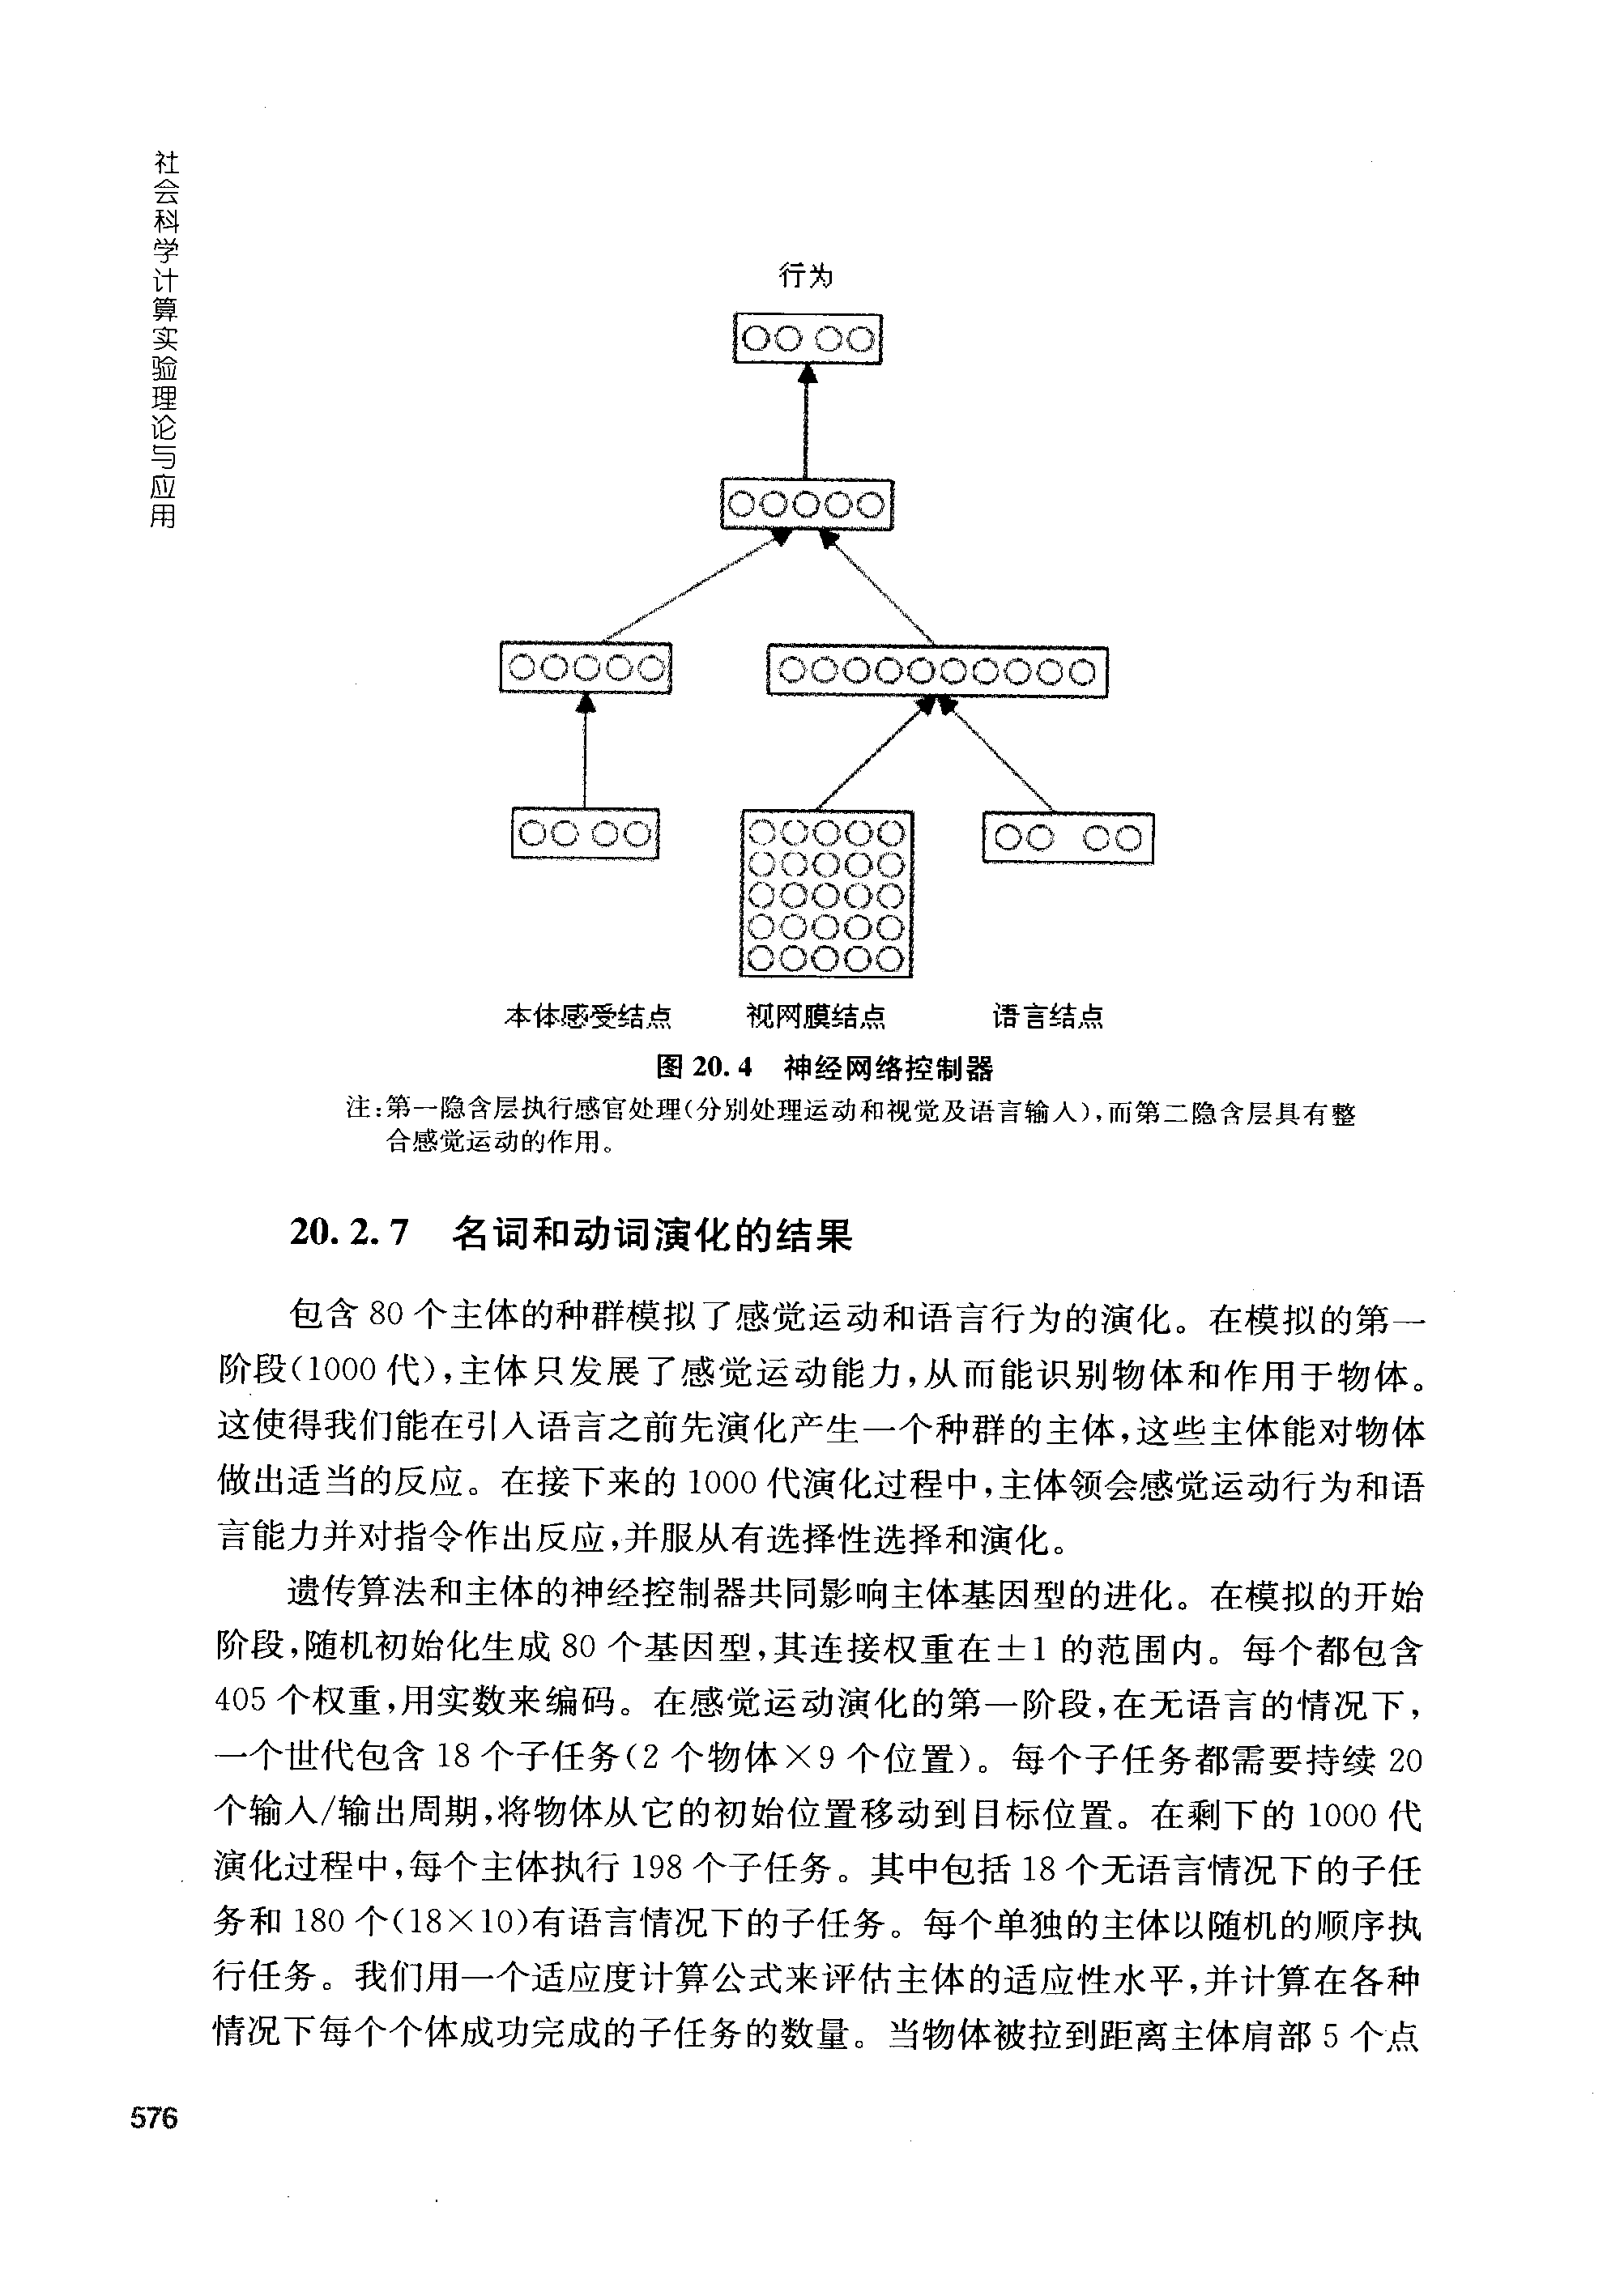 社会科学计算实验理论与应用
行为
本体感受结点 视网膜结点 语言结点
图 20.4 神经网络控制器
注:第一隐含层执行感官处理(分别处理运动和视觉及语言输入),而第二隐含层具有整
合感觉运动的作用。
20.2.7 名词和动词演化的结果
包含 80 个主体的种群模拟了感觉运动和语言行为的演化。在模拟的第一
阶段(1000 代),主体只发展了感觉运动能力,从而能识别物体和作用于物体。
这使得我们能在引入语言之前先演化产生一个种群的主体,这些主体能对物体
做出适当的反应。在接下来的 1000 代演化过程中,主体领会感觉运动行为和语
言能力并对指令作出反应,并服从有选择性选择和演化。
遗传算法和主体的神经控制器共同影响主体基因型的进化。在模拟的开始
阶段,随机初始化生成 80 个基因型,其连接权重在±1 的范围内。每个都包含
405 个权重,用实数来编码。在感觉运动演化的第一阶段,在无语言的情况下,
一个世代包含 18 个子任务(2 个物体×9 个位置)。每个子任务都需要持续 20
个输入/输出周期,将物体从它的初始位置移动到目标位置。在剩下的 1000 代
演化过程中,每个主体执行 198 个子任务。其中包括 18 个无语言情况下的子任
务和 180 个(18×10)有语言情况下的子任务。每个单独的主体以随机的顺序执
行任务。我们用一个适应度计算公式来评估主体的适应性水平,并计算在各种
情况下每个个体成功完成的子任务的数量。当物体被拉到距离主体肩部 5 个点
576